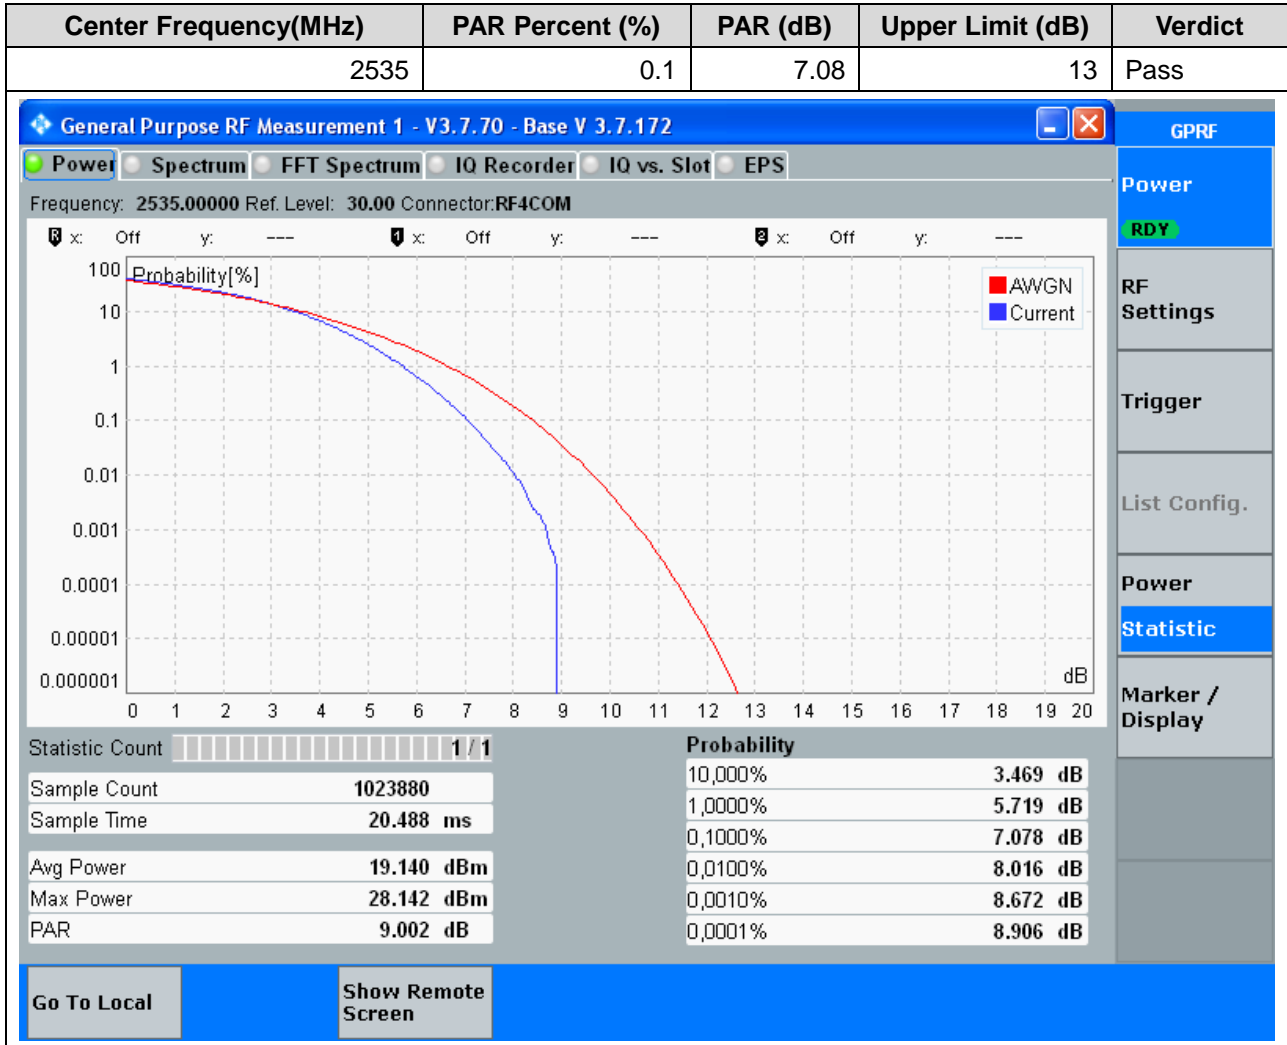 Center Frequency(MHz) PAR Percent (%) PAR (dB) Upper Limit (dB) Verdict
2535 0.1 7.08 13 Pass
General Purpose RF Measurement 1 - V3.7.70 - Base V 3.7.172
GPRF
Power Spectrum FFT Spectrum IQ Recorder IQ vs. Slot EPS
Power
RDY
Frequency: 2535.00000 Ref. Level: 30.00 Connector:RF4COM
R x: Off y: --- 1 x: Off y: --- 2 x: Off y: ---
Probability[%]
AWGN
Current
100
10
1
0.1
0.01
0.001
0.0001
0.00001
0.000001
dB
0 1 2 3 4 5 6 7 8 9 10 11 12 13 14 15 16 17 18 19 20
RF
Settings
Trigger
List Config.
Power
Statistic
Marker /
Display
Statistic Count 1 / 1
Sample Count 1023880
Sample Time 20.488 ms
Avg Power 19.140 dBm
Max Power 28.142 dBm
PAR 9.002 dB
Probability
10,000% 3.469 dB
1,0000% 5.719 dB
0,1000% 7.078 dB
0,0100% 8.016 dB
0,0010% 8.672 dB
0,0001% 8.906 dB
Go To Local
Show Remote
Screen